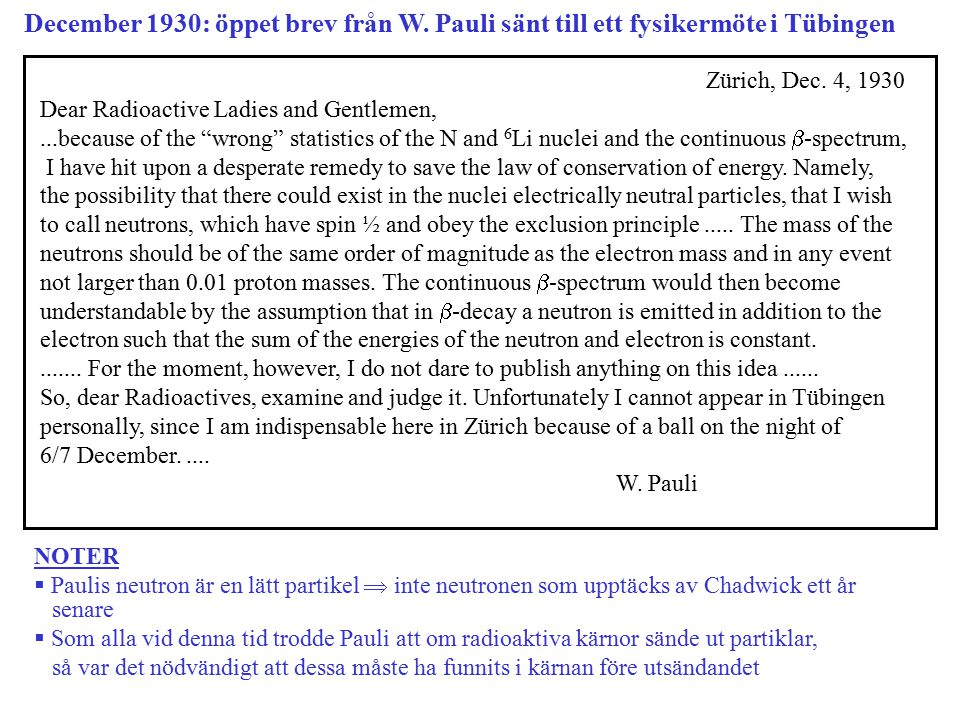 December 1930: öppet brev från W. Pauli sänt till ett fysikermöte i Tübingen
Zürich, Dec. 4, 1930
Dear Radioactive Ladies and Gentlemen,
...because of the “wrong” statistics of the N and ⁶Li nuclei and the continuous β-spectrum,
I have hit upon a desperate remedy to save the law of conservation of energy. Namely,
the possibility that there could exist in the nuclei electrically neutral particles, that I wish
to call neutrons, which have spin ½ and obey the exclusion principle ..... The mass of the
neutrons should be of the same order of magnitude as the electron mass and in any event
not larger than 0.01 proton masses. The continuous β-spectrum would then become
understandable by the assumption that in β-decay a neutron is emitted in addition to the
electron such that the sum of the energies of the neutron and electron is constant.
....... For the moment, however, I do not dare to publish anything on this idea ......
So, dear Radioactives, examine and judge it. Unfortunately I cannot appear in Tübingen
personally, since I am indispensable here in Zürich because of a ball on the night of
6/7 December. ....
W. Pauli
NOTER
▪ Paulis neutron är en lätt partikel ⇒ inte neutronen som upptäcks av Chadwick ett år
senare
▪ Som alla vid denna tid trodde Pauli att om radioaktiva kärnor sände ut partiklar,
så var det nödvändigt att dessa måste ha funnits i kärnan före utsändandet